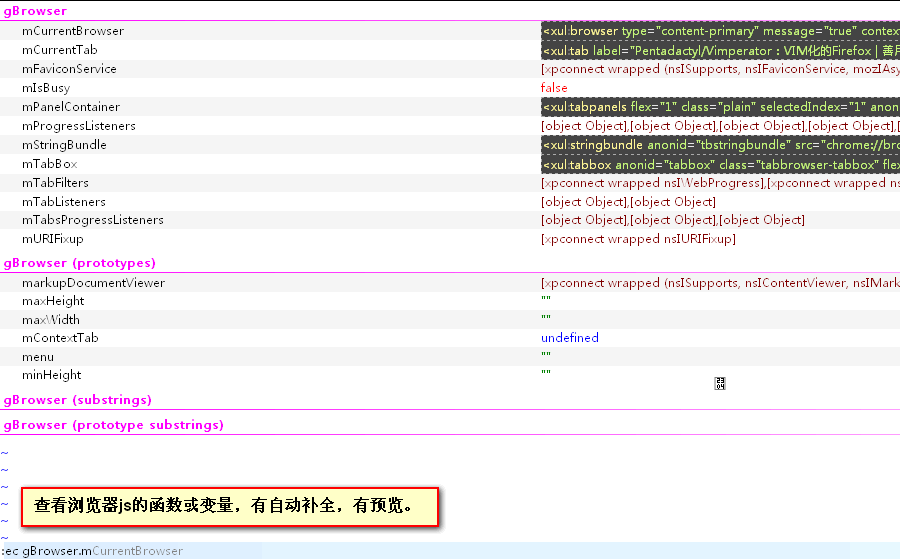 gBrowser
mCurrentBrowser <xul:browser type="content-primary" message="true" contex
mCurrentTab <xul:tab label="Pentadactyl/Vimperator：VIM化的Firefox | 善用
mFaviconService [xpconnect wrapped (nsISupports, nsIFaviconService, mozIAsy
mIsBusy false
mPanelContainer <xul:tabpanels flex="1" class="plain" selectedIndex="1" anon
mProgressListeners [object Object],[object Object],[object Object],[object Object],[
mStringBundle <xul:stringbundle anonid="tbstringbundle" src="chrome://bro
mTabBox <xul:tabbox anonid="tabbox" class="tabbrowser-tabbox" flex
mTabFilters [xpconnect wrapped nsIWebProgress],[xpconnect wrapped ns
mTabListeners [object Object],[object Object]
mTabsProgressListeners [object Object],[object Object],[object Object]
mURIFixup [xpconnect wrapped nsIURIFixup]
gBrowser (prototypes)
markupDocumentViewer [xpconnect wrapped (nsISupports, nsIContentViewer, nsIMark
maxHeight ""
maxWidth ""
mContextTab undefined
menu ""
minHeight ""
gBrowser (substrings)
gBrowser (prototype substrings)
~
~
~
~
~
~
查看浏览器js的函数或变量，有自动补全，有预览。
:ec gBrowser.mCurrentBrowser